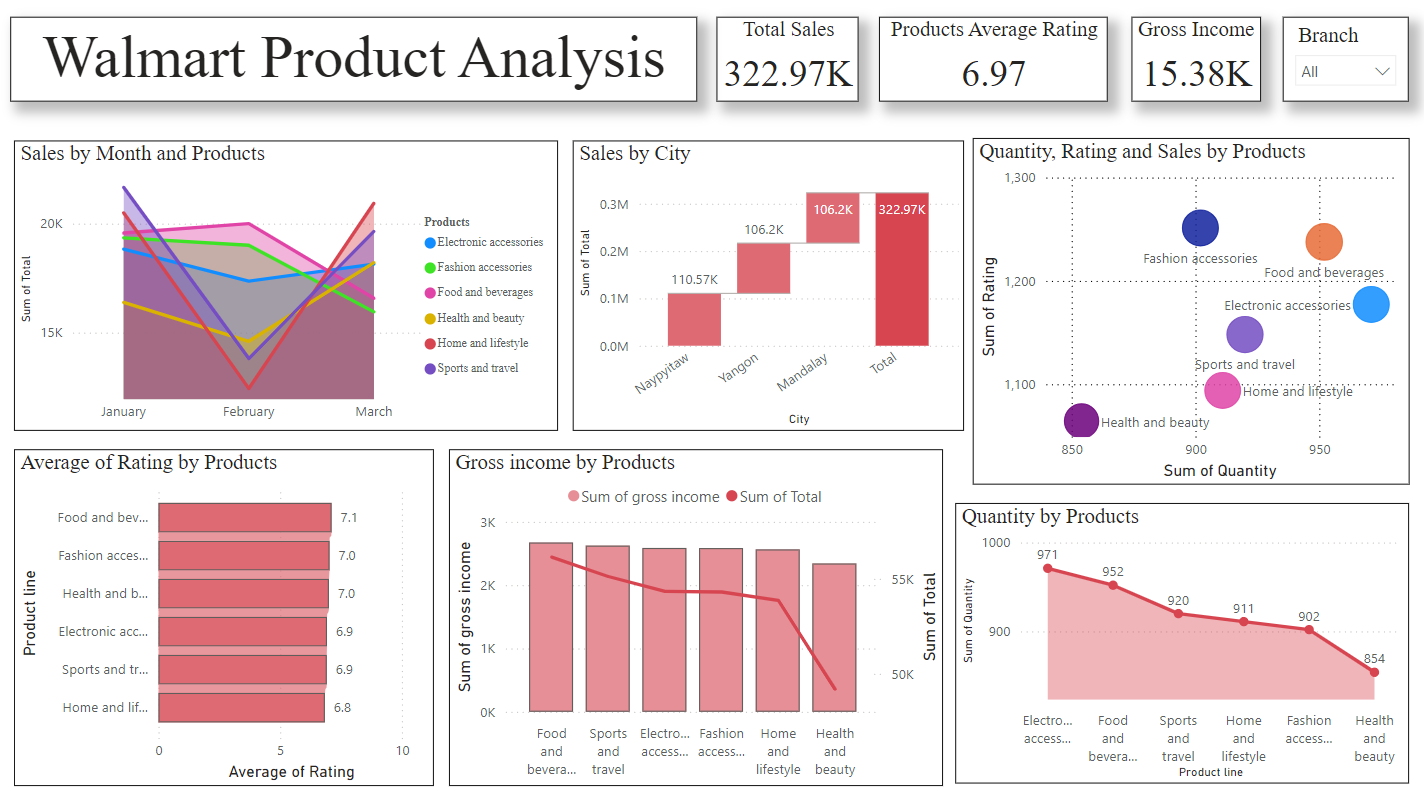 Walmart Product Analysis
Total Sales
322.97K
Products Average Rating
6.97
Gross Income
15.38K
Branch
All
Sales by Month and Products
Sum of Total
20K
15K
January
February
March
Products
Electronic accessories
Fashion accessories
Food and beverages
Health and beauty
Home and lifestyle
Sports and travel
Sales by City
Sum of Total
0.3M
0.2M
0.1M
0.0M
110.57K
106.2K
106.2K
322.97K
Naypyitaw
Yangon
Mandalay
Total
City
Quantity, Rating and Sales by Products
Sum of Rating
1,300
1,200
1,100
Fashion accessories
Food and beverages
Electronic accessories
Sports and travel
Home and lifestyle
Health and beauty
850
900
950
Sum of Quantity
Average of Rating by Products
Product line
Food and bev...
7.1
Fashion acces...
7.0
Health and b...
7.0
Electronic acc...
6.9
Sports and tr...
6.9
Home and lif...
6.8
0
5
10
Average of Rating
Gross income by Products
Sum of gross income
Sum of Total
Sum of gross income
3K
2K
1K
0K
55K
50K
Sum of Total
Food
and
bevera...
Sports
and
travel
Electro...
access...
Fashion
access...
Home
and
lifestyle
Health
and
beauty
Quantity by Products
Sum of Quantity
1000
900
971
952
920
911
902
854
Electro...
access...
Food
and
bevera...
Sports
and
travel
Home
and
lifestyle
Fashion
access...
Health
and
beauty
Product line